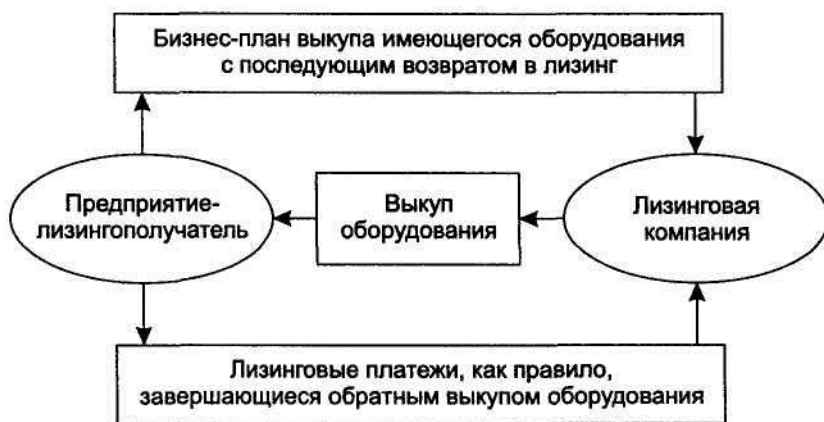 Бизнес-план выкупа имеющегося оборудования
с последующим возвратом в лизинг
Предприятие-
лизингополучатель
Выкуп
оборудования
Лизинговая
компания
Лизинговые платежи, как правило,
завершающиеся обратным выкупом оборудования